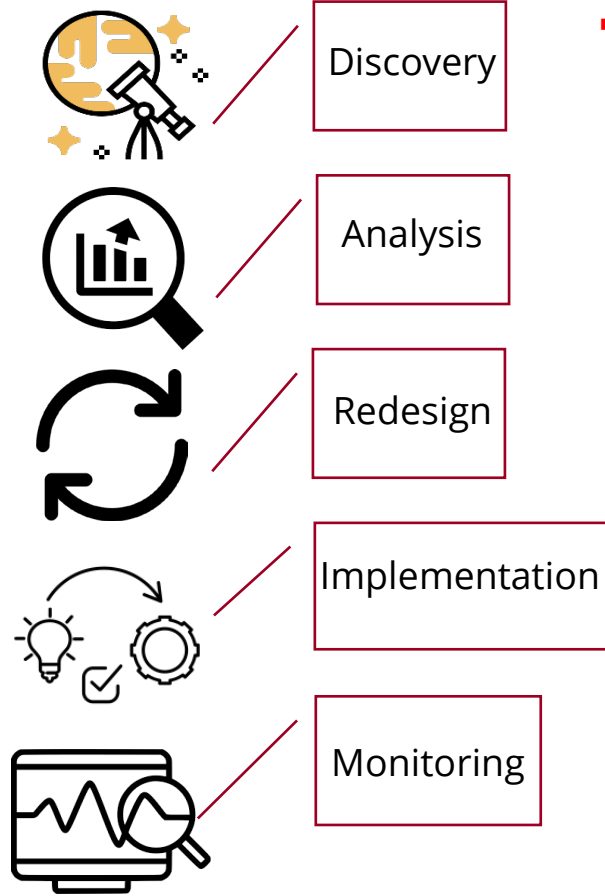 Discovery
Analysis
Redesign
Implementation
Monitoring